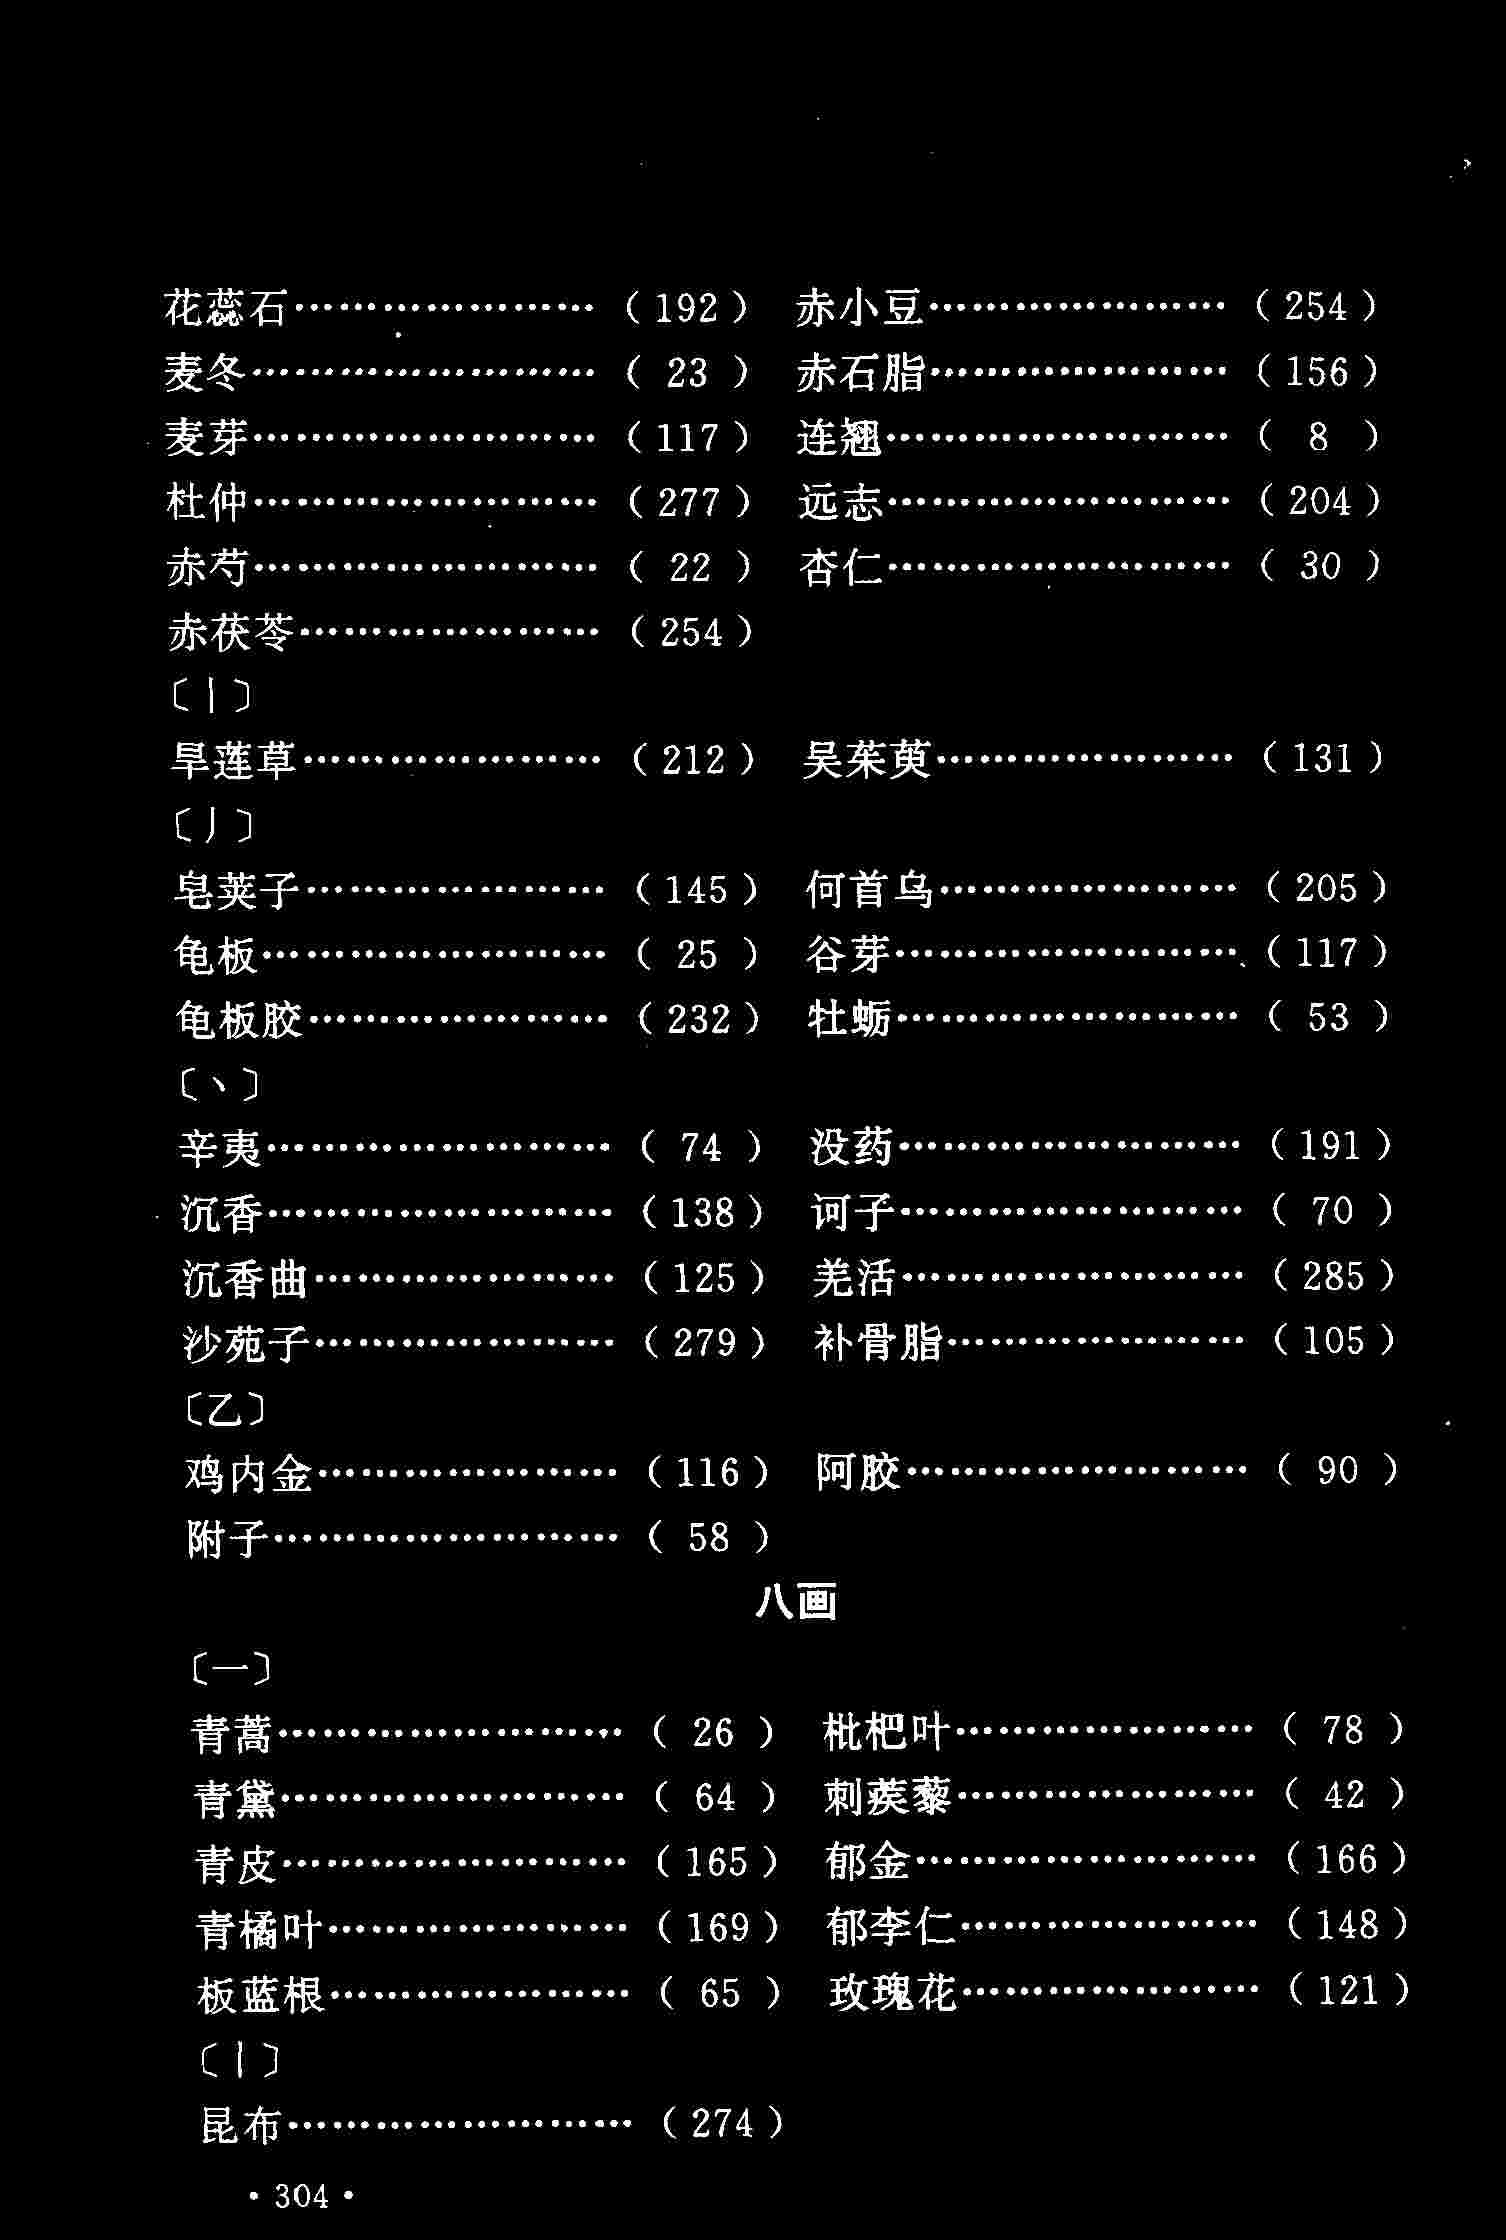 花蕊石…………………（192） 赤小豆…………………（254）
麦冬……………………（ 23 ） 赤石脂…………………（156）
麦芽……………………（117） 连翘……………………（ 8 ）
杜仲……………………（277） 远志……………………（204）
赤芍……………………（ 22 ） 杏仁……………………（ 30 ）
赤茯苓…………………（254）
〔丨〕
旱莲草…………………（212） 吴茱萸…………………（131）
〔丿〕
皂荚子…………………（145） 何首乌…………………（205）
龟板……………………（ 25 ） 谷芽……………………（117）
龟板胶…………………（232） 牡蛎……………………（ 53 ）
〔丶〕
辛夷……………………（ 74 ） 没药……………………（191）
沉香……………………（138） 诃子……………………（ 70 ）
沉香曲…………………（125） 羌活……………………（285）
沙苑子…………………（279） 补骨脂…………………（105）
〔乙〕
鸡内金…………………（116） 阿胶……………………（ 90 ）
附子……………………（ 58 ）
八画
〔一〕
青蒿……………………（ 26 ） 枇杷叶…………………（ 78 ）
青黛……………………（ 64 ） 刺蒺藜…………………（ 42 ）
青皮……………………（165） 郁金……………………（166）
青橘叶…………………（169） 郁李仁…………………（148）
板蓝根…………………（ 65 ） 玫瑰花…………………（121）
〔丨〕
昆布……………………（274）
·304·